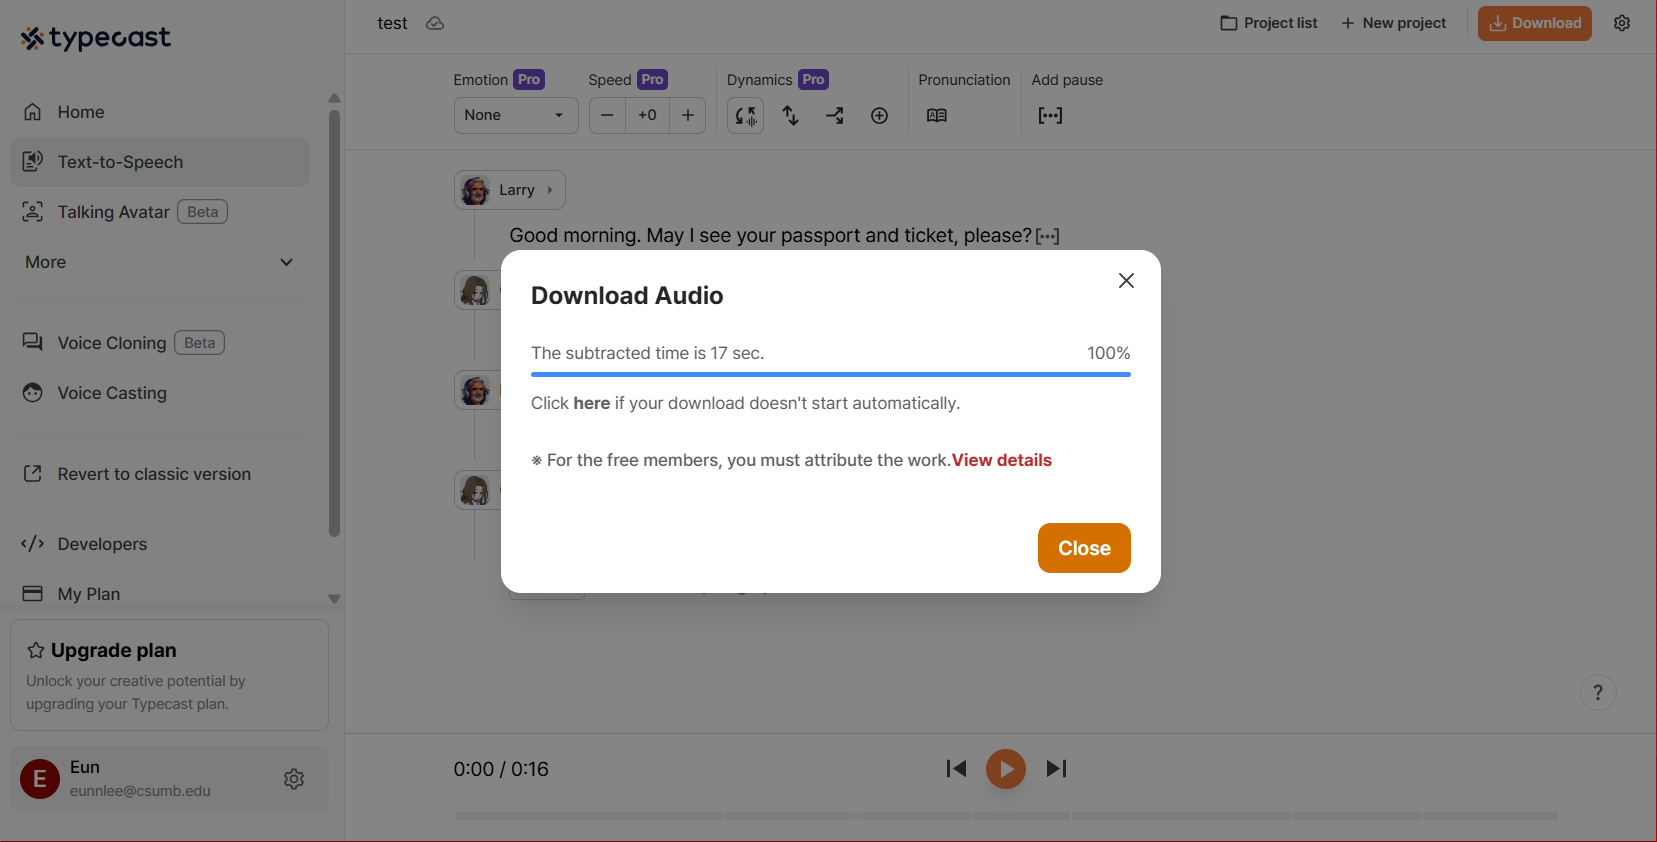 typecast
Home
Text-to-Speech
Talking Avatar Beta
More
Voice Cloning Beta
Voice Casting
Revert to classic version
Developers
My Plan
Upgrade plan
Unlock your creative potential by
upgrading your Typecast plan.
E
Eun
eunnlee@csumb.edu
test
Project list
New project
Download
Emotion Pro
Speed Pro
Dynamics Pro
Pronunciation
Add pause
None
+0
Larry
Good morning. May I see your passport and ticket, please?
Download Audio
The subtracted time is 17 sec.
100%
Click here if your download doesn't start automatically.
※ For the free members, you must attribute the work.View details
Close
?
0:00 / 0:16